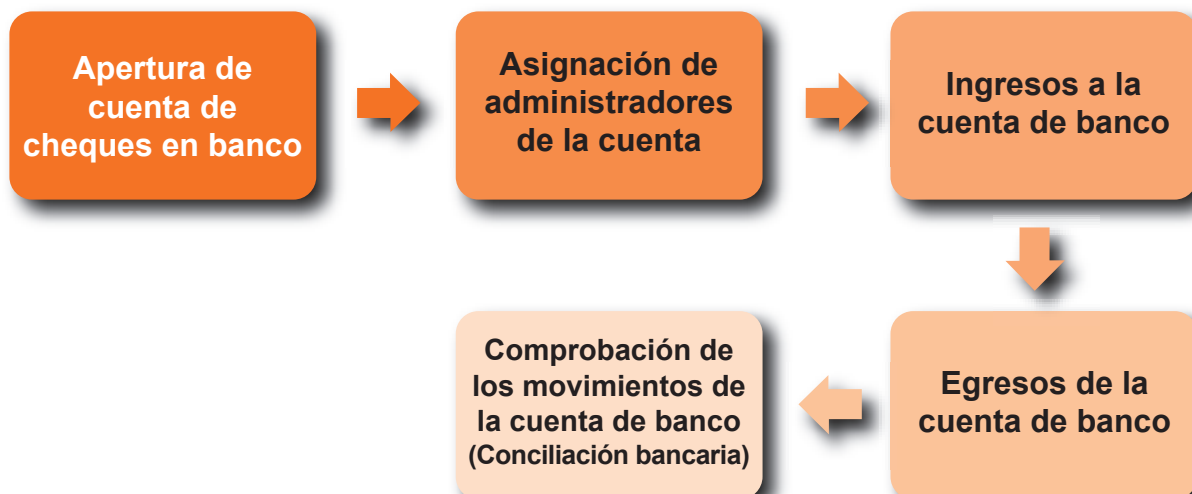 Apertura de
cuenta de
cheques en banco
Asignación de
administradores
de la cuenta
Ingresos a la
cuenta de banco
Egresos de la
cuenta de banco
Comprobación de
los movimientos de
la cuenta de banco
(Conciliación bancaria)